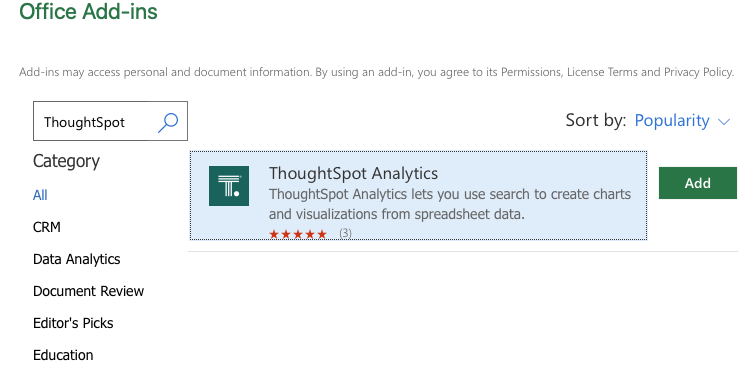 Office Add-ins
Add-ins may access personal and document information. By using an add-in, you agree to its Permissions, License Terms and Privacy Policy.
ThoughtSpot
Sort by: Popularity
Category
All
CRM
Data Analytics
Document Review
Editor's Picks
Education
ThoughtSpot Analytics
ThoughtSpot Analytics lets you use search to create charts
and visualizations from spreadsheet data.
(3)
Add